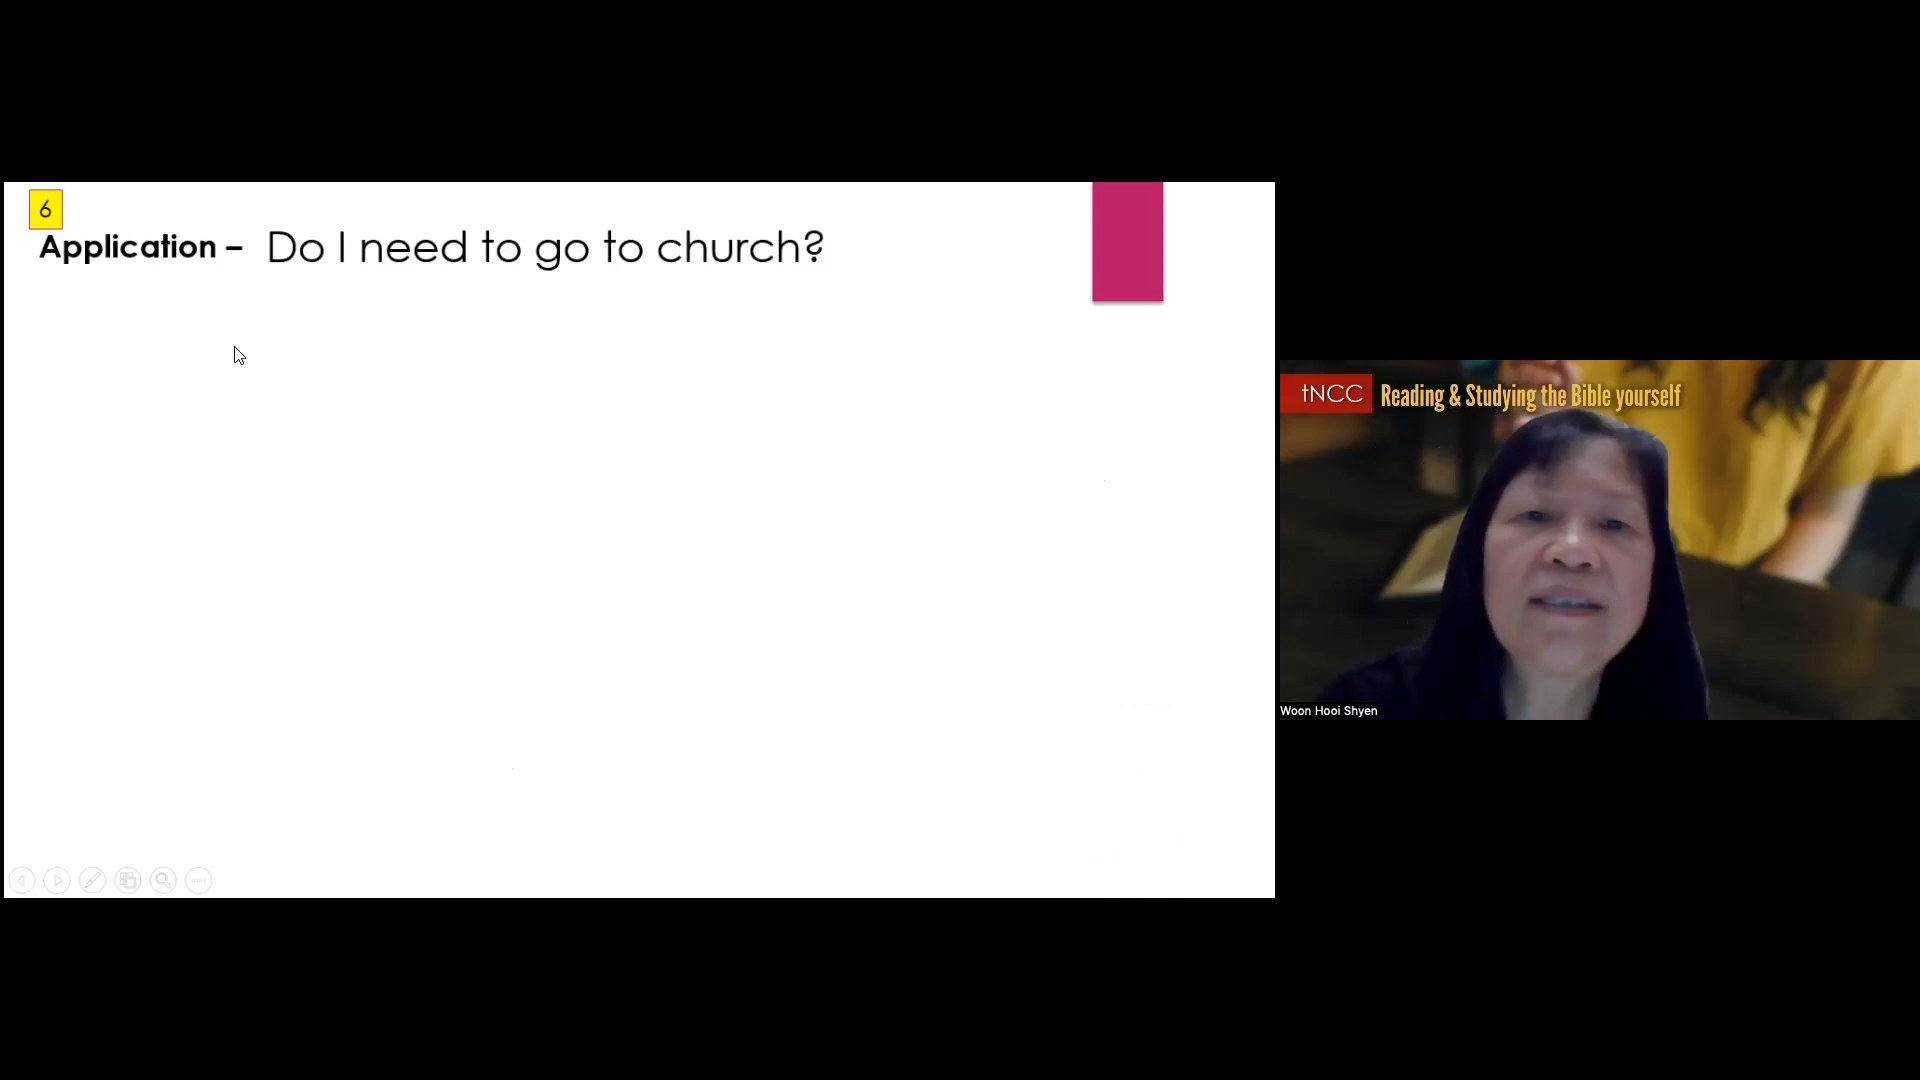 6
Application – Do I need to go to church?
tNCC Reading & Studying the Bible yourself
Woon Hooi Shyen